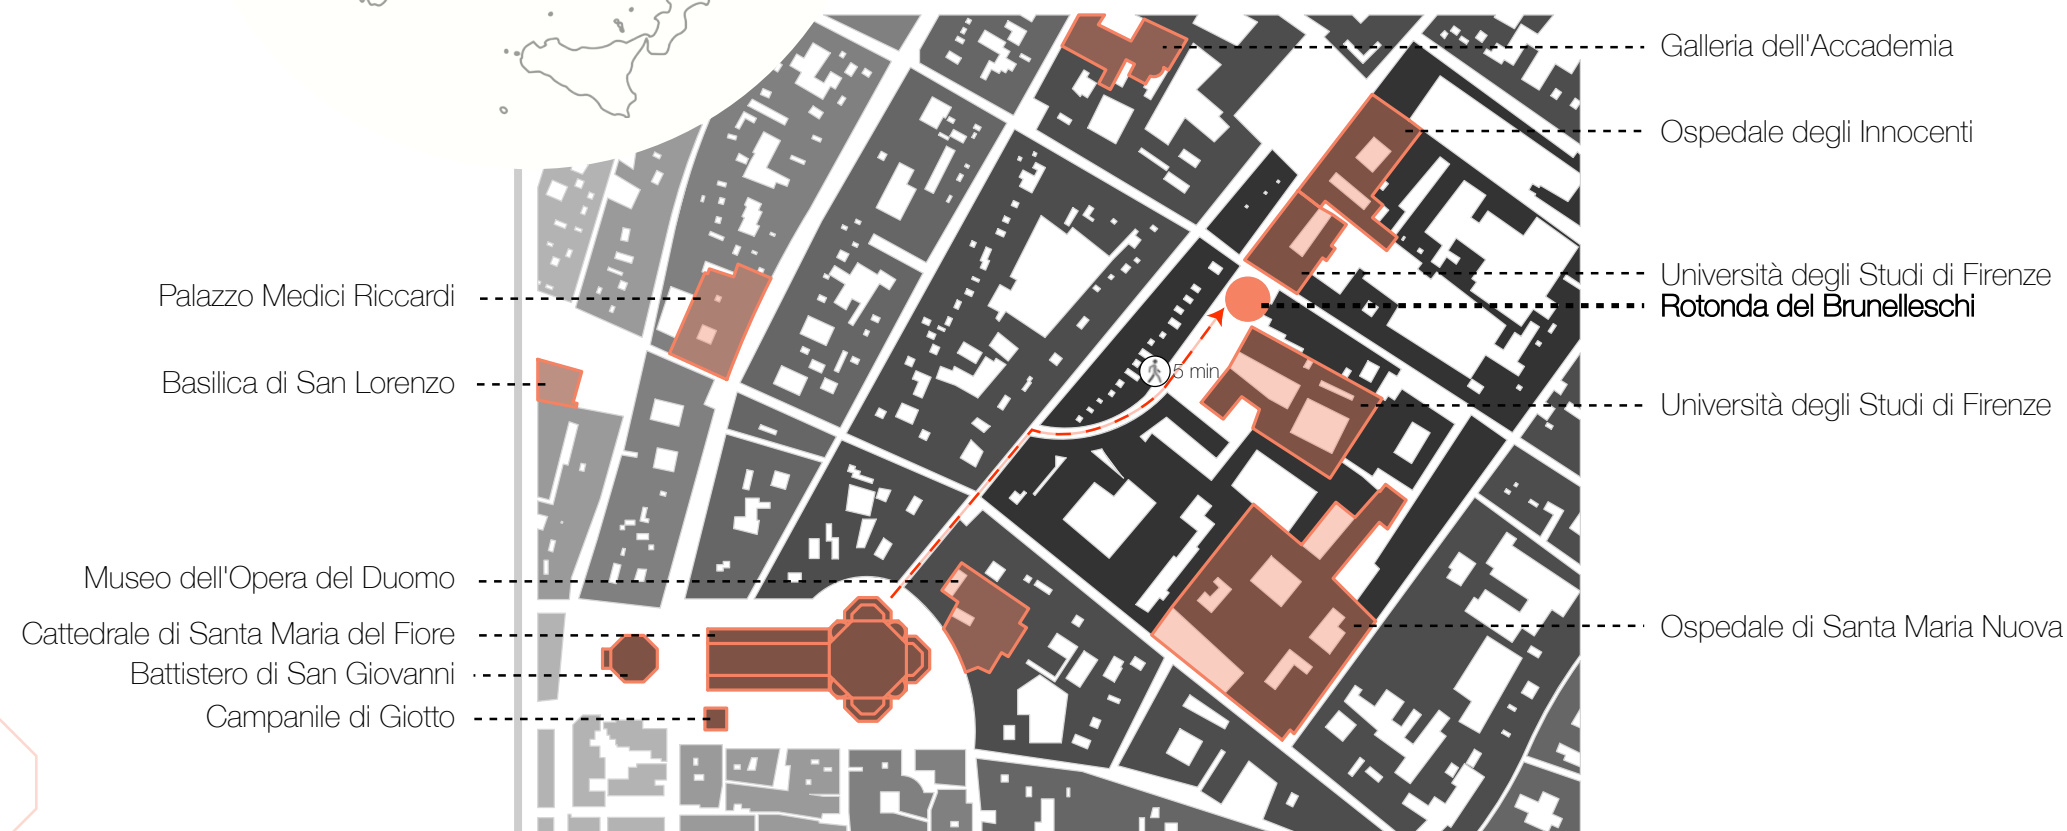 Galleria dell'Accademia
Ospedale degli Innocenti
Università degli Studi di Firenze
Rotonda del Brunelleschi
Palazzo Medici Riccardi
5 min
Basilica di San Lorenzo
Università degli Studi di Firenze
Museo dell'Opera del Duomo
Cattedrale di Santa Maria del Fiore
Ospedale di Santa Maria Nuova
Battistero di San Giovanni
Campanile di Giotto